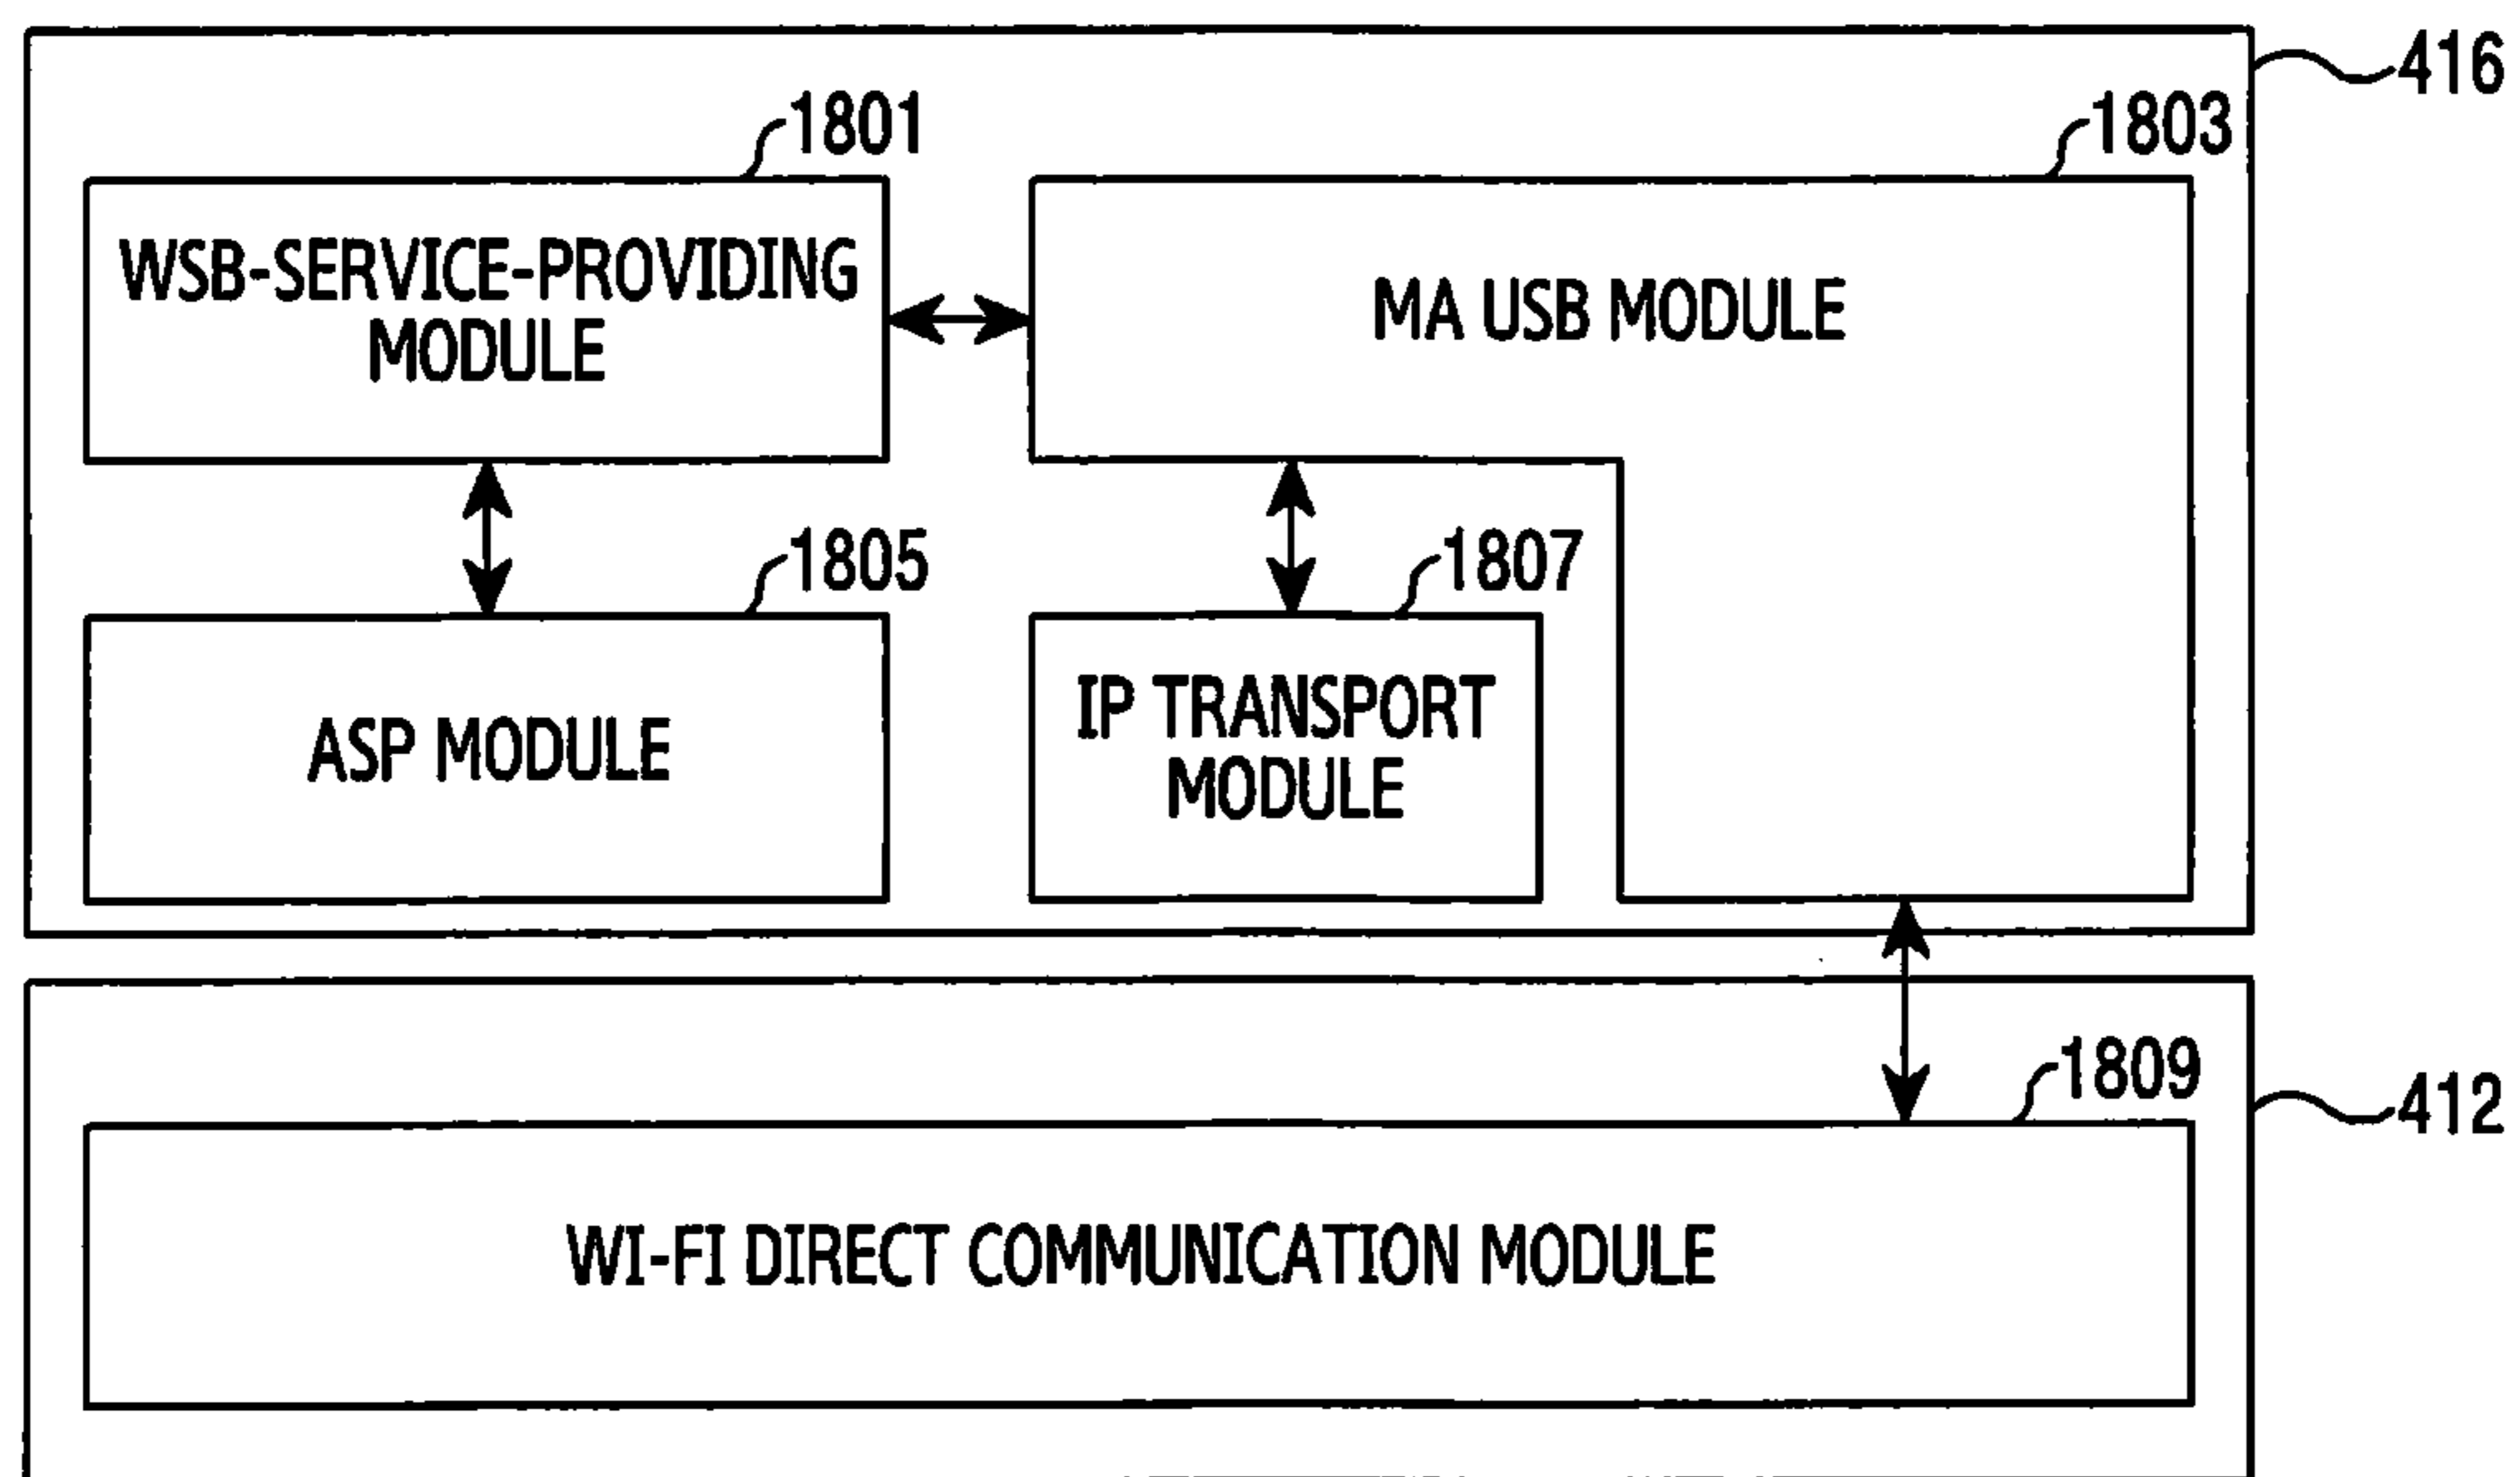 416
1801
1803
WSB-SERVICE-PROVIDING
MODULE
MA USB MODULE
1805
1807
ASP MODULE
IP TRANSPORT
MODULE
1809
412
WI-FI DIRECT COMMUNICATION MODULE